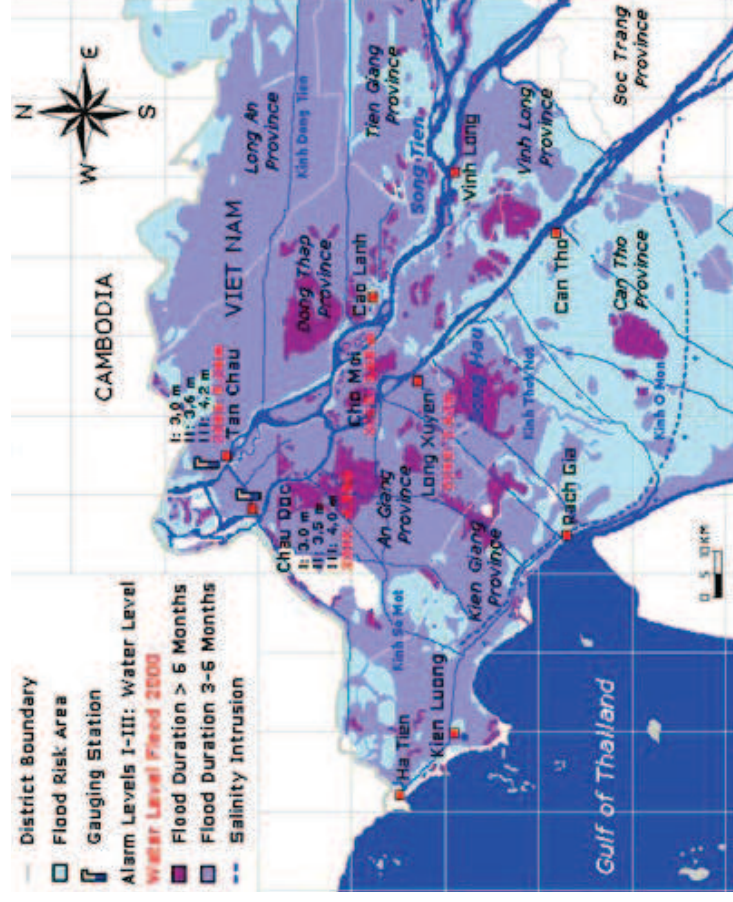 District Boundary
Flood Risk Area
Gauging Station
Alarm Levels I-III: Water Level
Water Level Flood 2000
Flood Duration > 6 Months
Flood Duration 3-6 Months
Salinity Intrusion
N
W
E
S
CAMBODIA
VIET NAM
I: 3,0 m
II: 3,6 m
III: 4,2 m
Tan Chau
Chau Doc
I: 3,0 m
II: 3,5 m
III: 4,0 m
Long An
Province
Kinh Dong Tien
Dong Thap
Province
Tien Giang
Province
Cao Lanh
Song Tien
Cho Moi
Vinh Long
Vinh Long
Province
An Giang
Province
Long Xuyen
Song Hau
Kinh Thot Not
Can Tho
Can Tho
Province
Soc Trang
Province
Kinh O Mon
Ha Tien
Kien Luong
Kien Giang
Province
Rach Gia
Gulf of Thailand
0 5 10KM